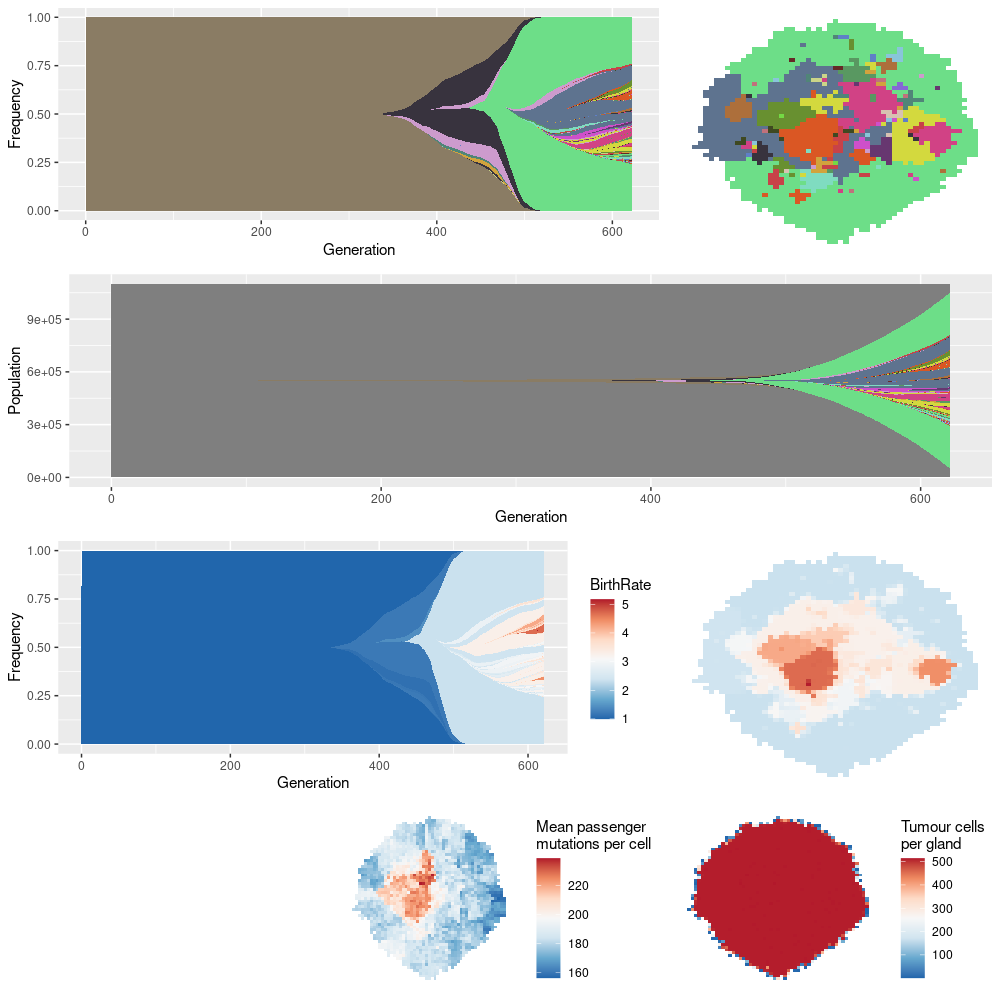 1.00
0.75
0.50
0.25
0.00
Frequency
0
200
400
600
Generation
9e+05
6e+05
3e+05
0e+00
Population
0
200
400
600
Generation
1.00
0.75
0.50
0.25
0.00
Frequency
0
200
400
600
Generation
BirthRate
5
4
3
2
1
Mean passenger
mutations per cell
220
200
180
160
Tumour cells
per gland
500
400
300
200
100